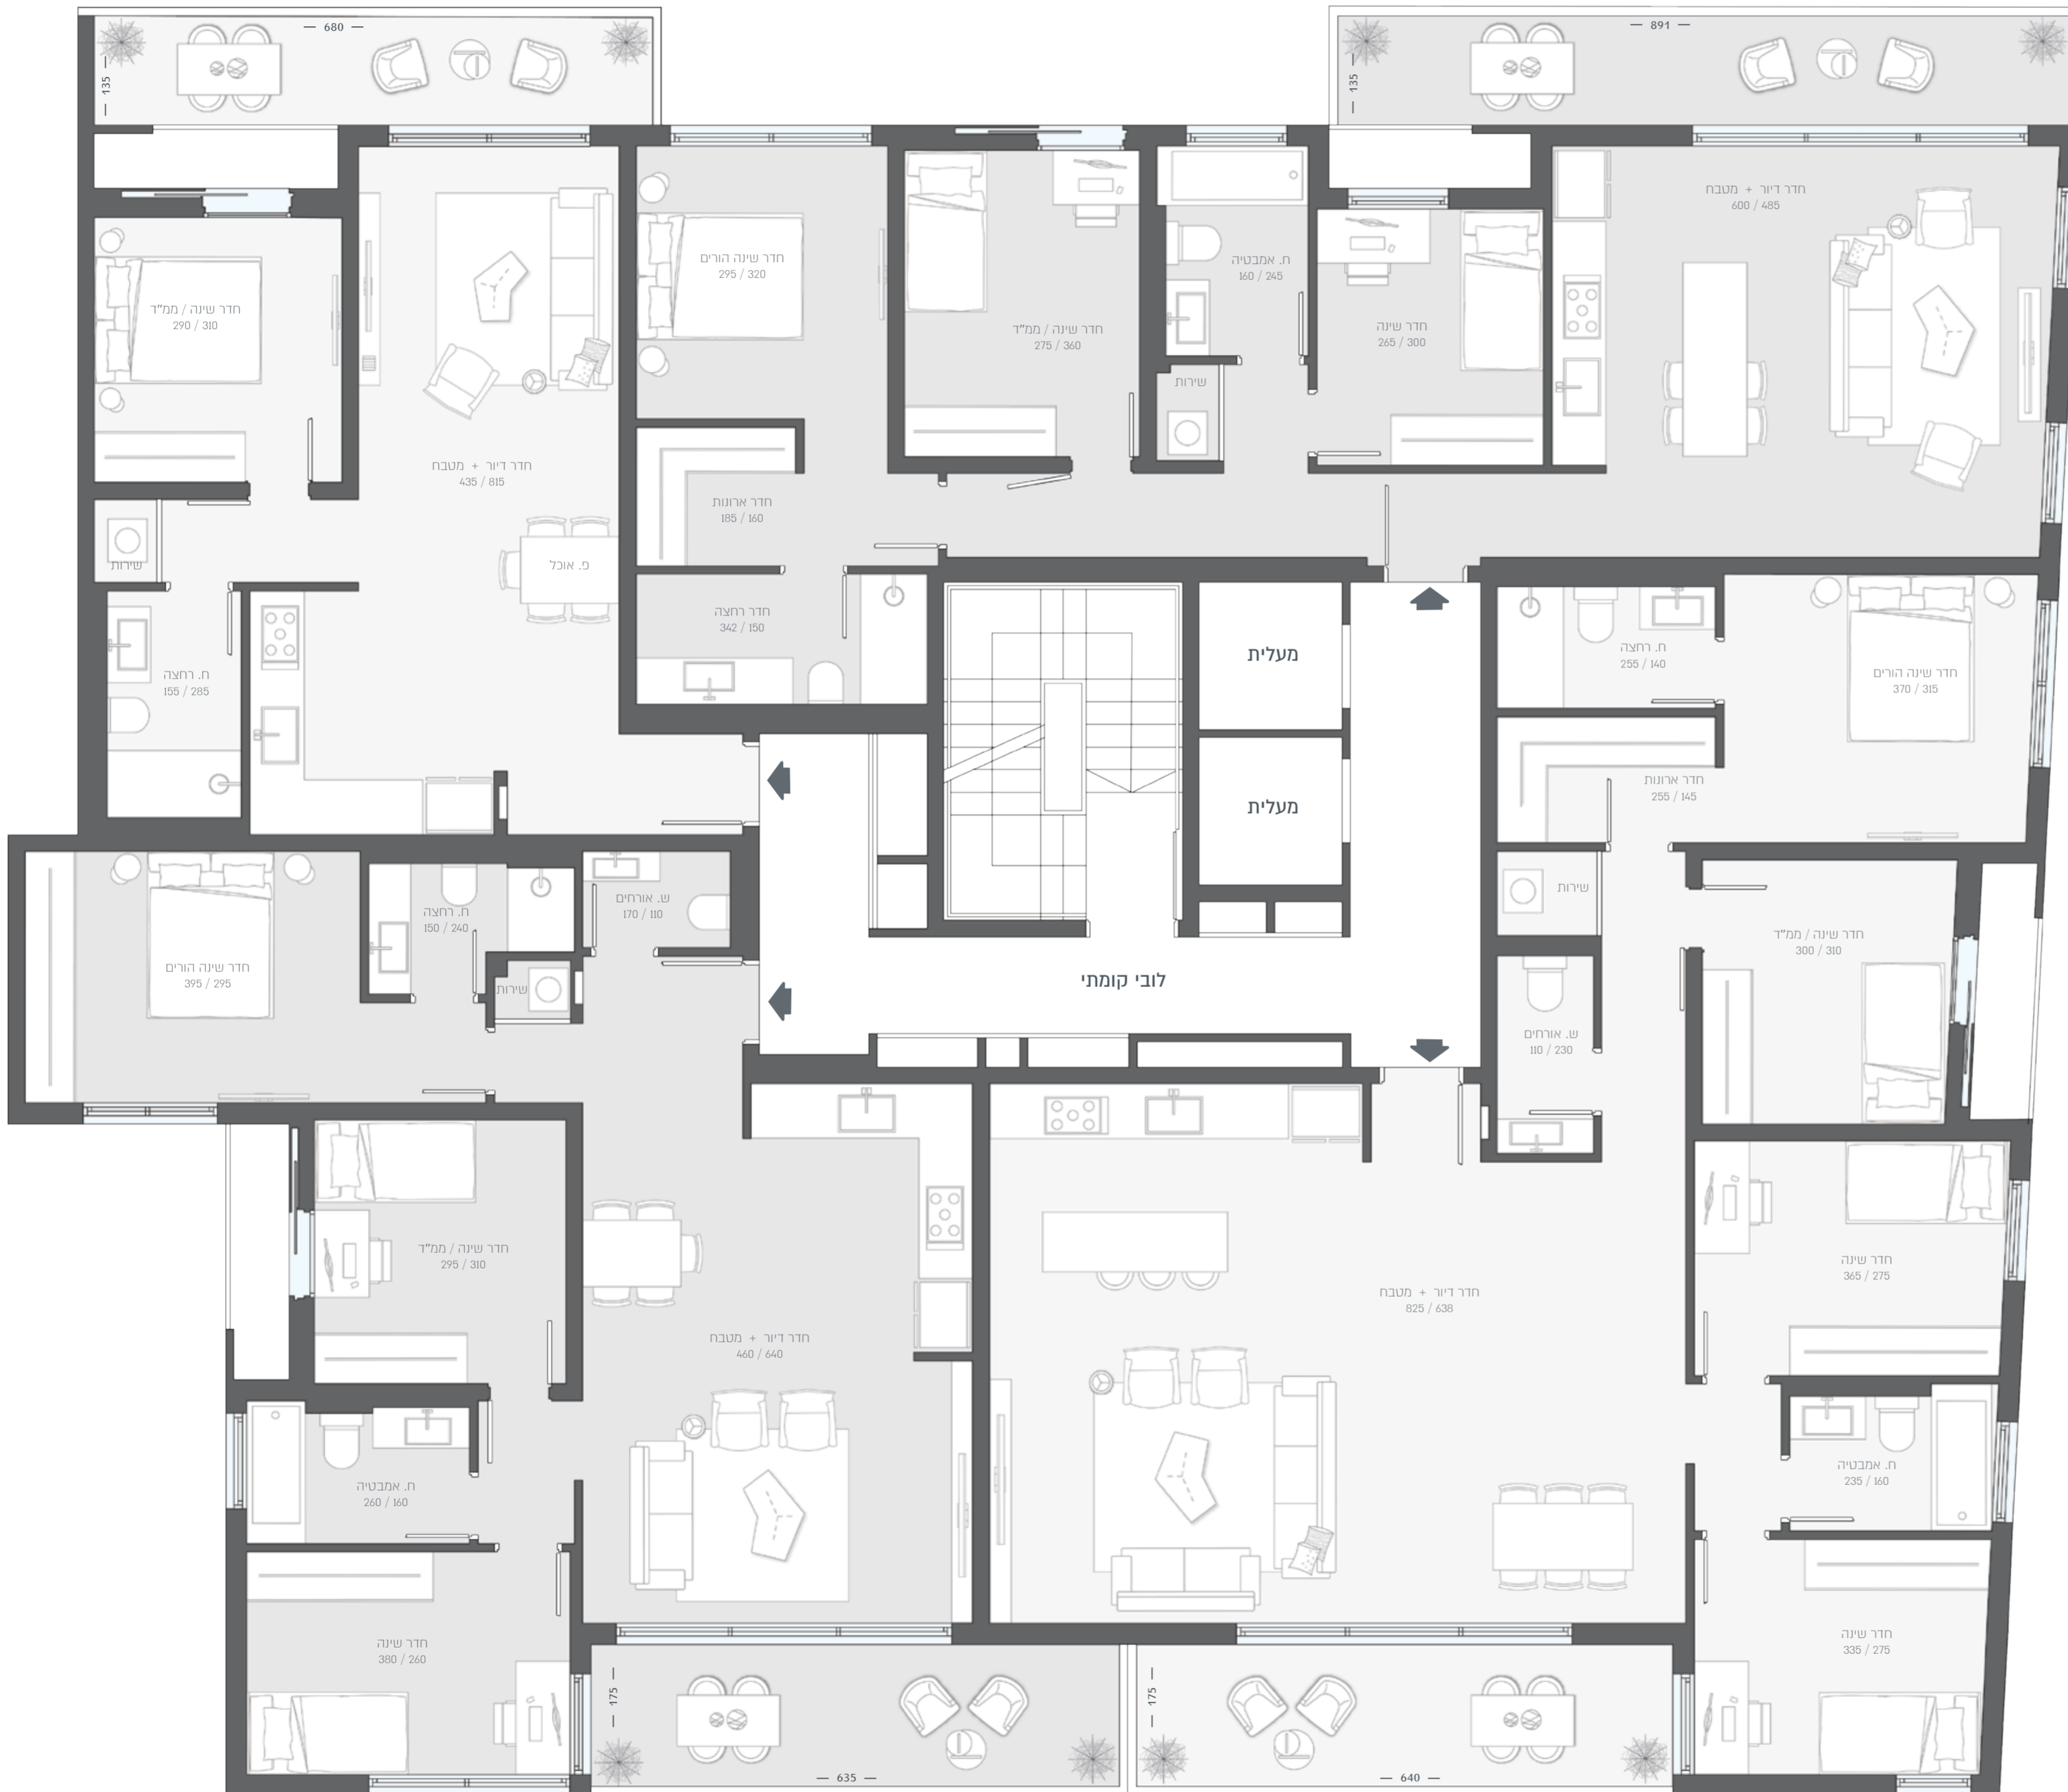 — 680 —
— 135 —
— 891 —
— 135 —
חדר שינה / ממ"ד
290 / 310
חדר דיור + מטבח
435 / 815
שירות
פ. אוכל
ח. רחצה
155 / 285
חדר שינה הורים
295 / 320
חדר שינה / ממ"ד
275 / 360
ח. אמבטיה
160 / 245
שירות
חדר שינה
265 / 300
חדר דיור + מטבח
600 / 485
חדר ארונות
185 / 160
חדר רחצה
342 / 150
מעלית
מעלית
לובי קומתי
ח. רחצה
255 / 140
חדר שינה הורים
370 / 315
חדר ארונות
255 / 145
שירות
חדר שינה / ממ"ד
300 / 310
ש. אורחים
110 / 230
חדר שינה
365 / 275
חדר דיור + מטבח
825 / 638
ח. אמבטיה
235 / 160
חדר שינה
335 / 275
— 175 —
— 640 —
חדר שינה הורים
395 / 295
ח. רחצה
150 / 240
ש. אורחים
170 / 110
שירות
חדר שינה / ממ"ד
295 / 310
חדר דיור + מטבח
460 / 640
ח. אמבטיה
260 / 160
חדר שינה
380 / 260
— 175 —
— 635 —